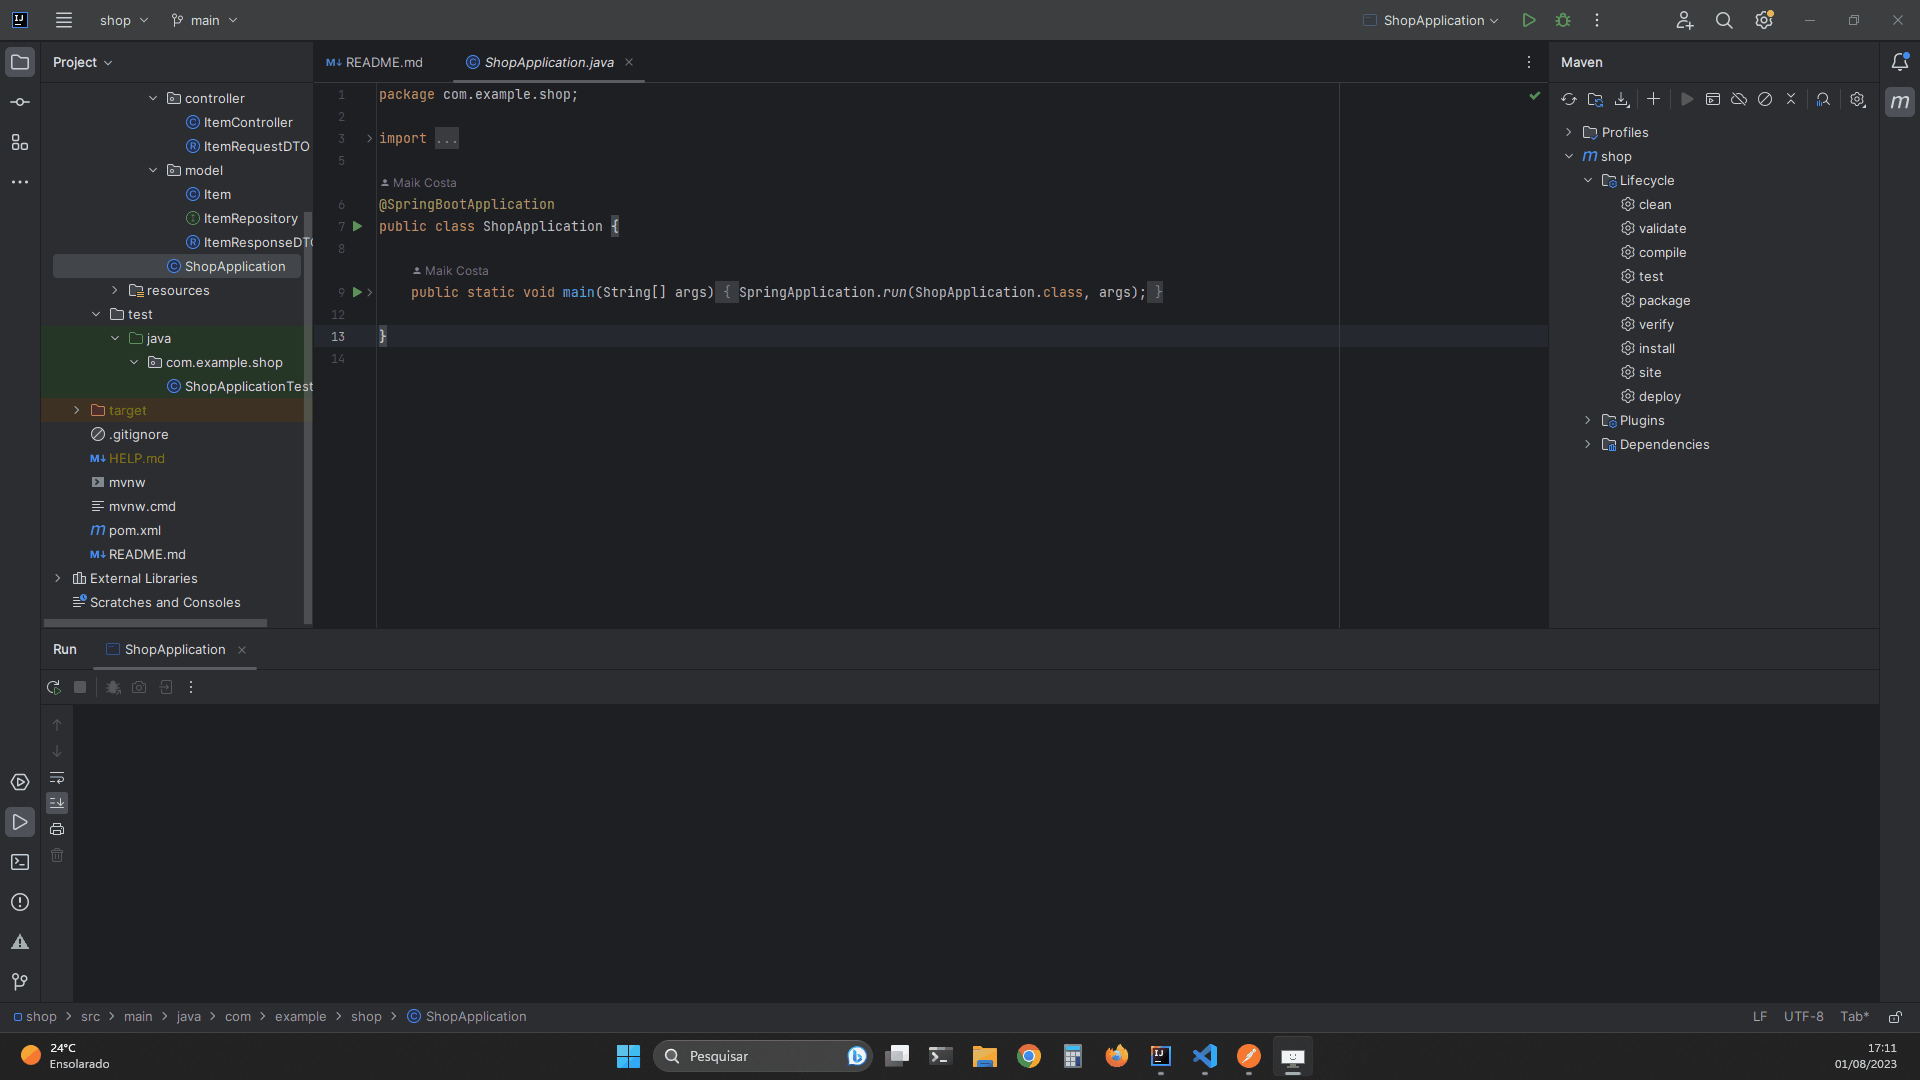 shop
main
ShopApplication
Project
README.md
ShopApplication.java
Maven
controller
ItemController
ItemRequestDTO
model
Item
ItemRepository
ItemResponseDTO
ShopApplication
resources
test
java
com.example.shop
ShopApplicationTest
target
.gitignore
M↓ HELP.md
mvnw
mvnw.cmd
m pom.xml
M↓ README.md
External Libraries
Scratches and Consoles
1 package com.example.shop;
2
3 import ...
5
Maik Costa
6 @SpringBootApplication
7 public class ShopApplication {
8
Maik Costa
9 public static void main(String[] args) { SpringApplication.run(ShopApplication.class, args); }
12
13 }
14
Profiles
m shop
Lifecycle
clean
validate
compile
test
package
verify
install
site
deploy
Plugins
Dependencies
Run
ShopApplication
shop > src > main > java > com > example > shop > ShopApplication
LF UTF-8 Tab*
24°C
Ensolarado
Pesquisar
17:11
01/08/2023